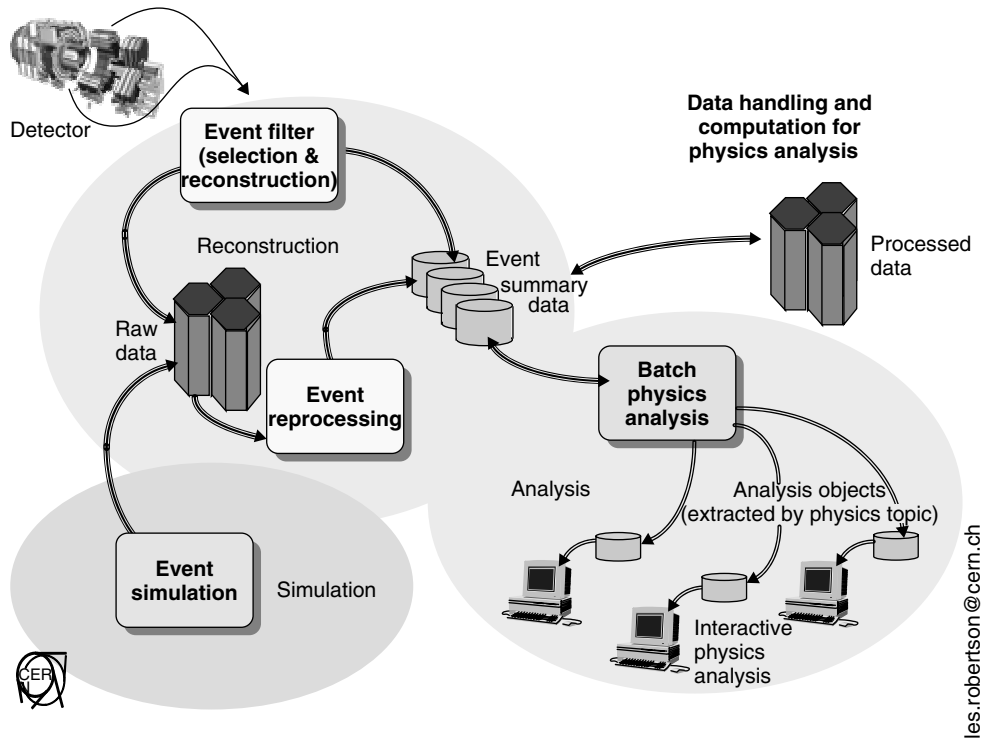 Detector
Event filter
(selection &
reconstruction)
Data handling and
computation for
physics analysis
Reconstruction
Event
summary
data
Processed
data
Raw
data
Event
reprocessing
Batch
physics
analysis
Analysis
Analysis objects
(extracted by physics topic)
Event
simulation
Simulation
Interactive
physics
analysis
CER
N
les.robertson@cern.ch